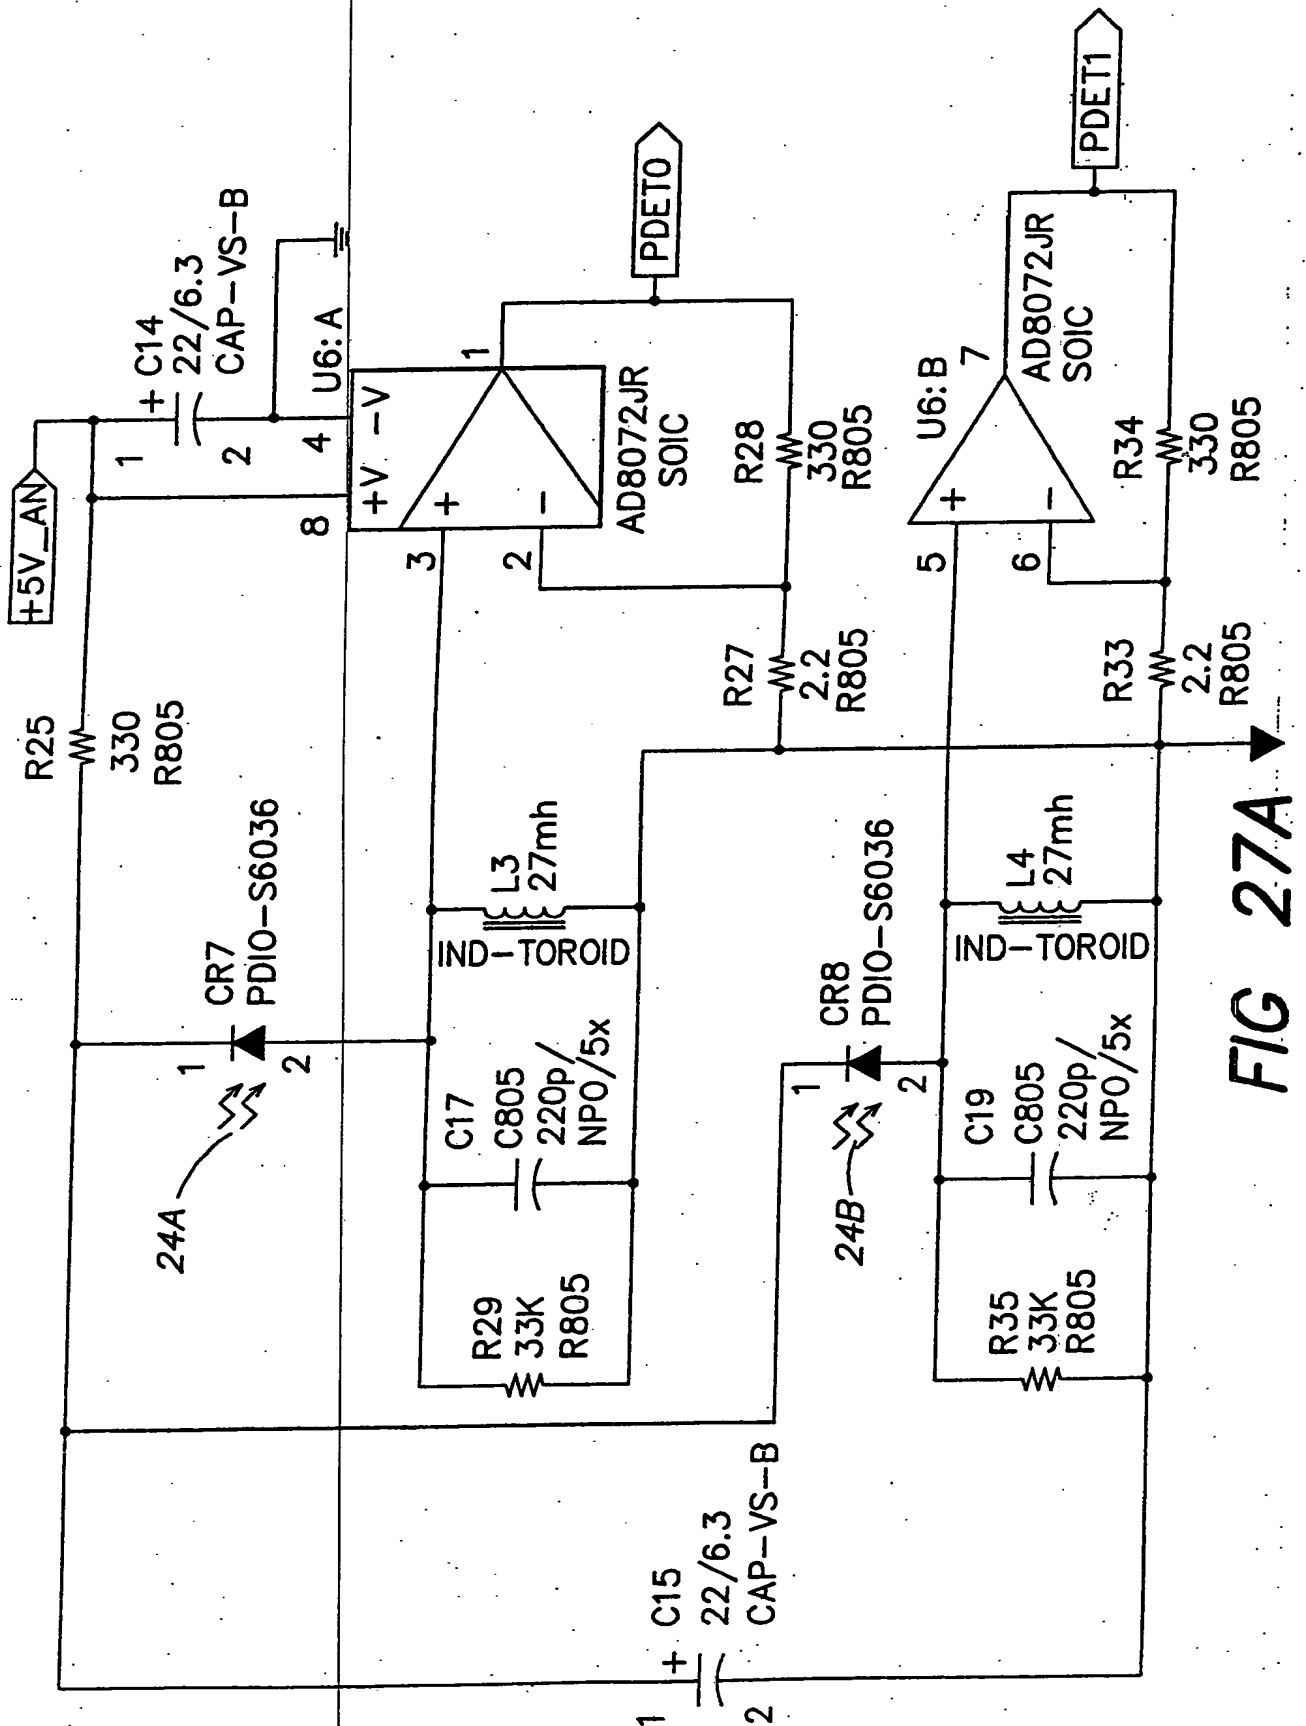 +5V_AN
1
+
C14
22/6.3
CAP-VS-B
2
R25
330
R805
8
4
U6:A
+V -V
3
+
2
-
1
AD8072JR
SOIC
PDET0
R28
330
R805
R27
2.2
R805
CR7
PDIO-S6036
1
2
24A
L3
27mh
IND-TOROID
C17
C805
220p/
NPO/5x
R29
33K
R805
CR8
PDIO-S6036
1
2
24B
U6:B
5
+
6
-
7
AD8072JR
SOIC
PDET1
R34
330
R805
R33
2.2
R805
L4
27mh
IND-TOROID
C19
C805
220p/
NPO/5x
R35
33K
R805
1
+
C15
22/6.3
CAP-VS-B
2
FIG 27A